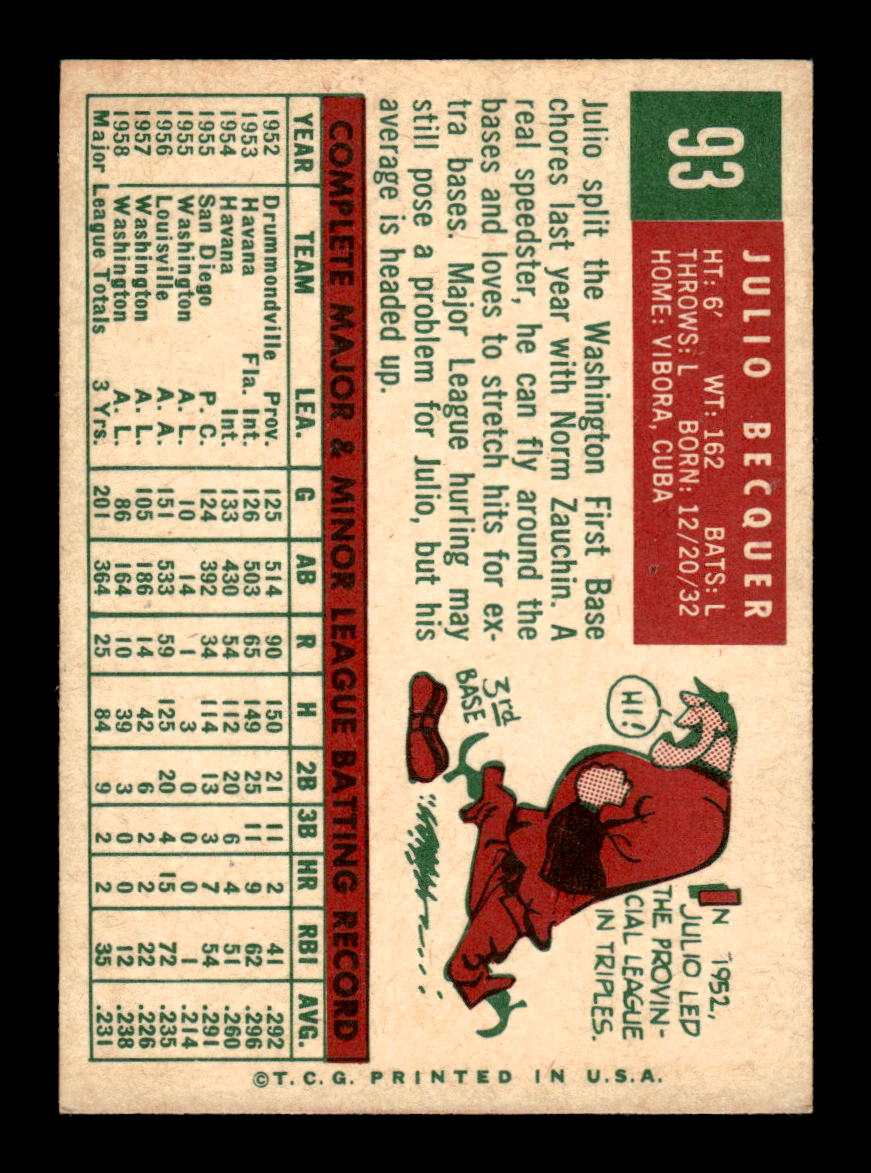 93
JULIO BECQUER
HT: 6' WT: 162 BATS: L
THROWS: L BORN: 12/20/32
HOME: VIBORA, CUBA
Julio split the Washington First Base
chores last year with Norm Zauchin. A
real speedster, he can fly around the
bases and loves to stretch hits for ex-
tra bases. Major League hurling may
still pose a problem for Julio, but his
average is headed up.
HI!
3rd
BASE
IN 1952,
JULIO LED
THE PROVIN-
CIAL LEAGUE
IN TRIPLES.
COMPLETE MAJOR & MINOR LEAGUE BATTING RECORD
YEAR TEAM LEA. G AB R H 2B 3B HR RBI AVG.
1952 Drummondville Prov. 125 514 90 150 21 11 2 41 .292
1953 Havana Fla. Int. 126 503 65 149 25 11 9 62 .296
1954 Havana Int. 133 430 54 112 20 6 4 51 .260
1955 San Diego P. C. 124 392 34 114 13 3 7 54 .291
1955 Washington A. L. 10 14 1 3 0 0 0 1 .214
1956 Louisville A. A. 151 533 59 125 20 4 15 72 .235
1957 Washington A. L. 105 186 14 42 6 2 2 22 .226
1958 Washington A. L. 86 164 10 39 3 0 0 12 .238
Major League Totals 3 Yrs. 201 364 25 84 9 2 2 35 .231
©T.C.G. PRINTED IN U.S.A.